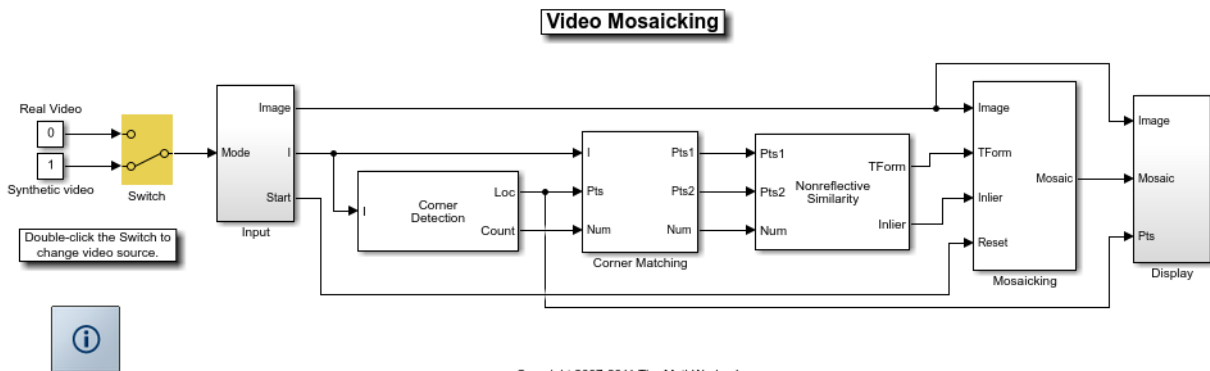 Video Mosaicking
Real Video
0
1
Synthetic video
Switch
Double-click the Switch to
change video source.
Mode
Image
I
Start
Input
I
Corner
Detection
Loc
Count
I
Pts
Num
Pts1
Pts2
Num
Corner Matching
Pts1
Pts2
Num
Nonreflective
Similarity
TForm
Inlier
Image
TForm
Inlier
Reset
Mosaic
Mosaicking
Image
Mosaic
Pts
Display